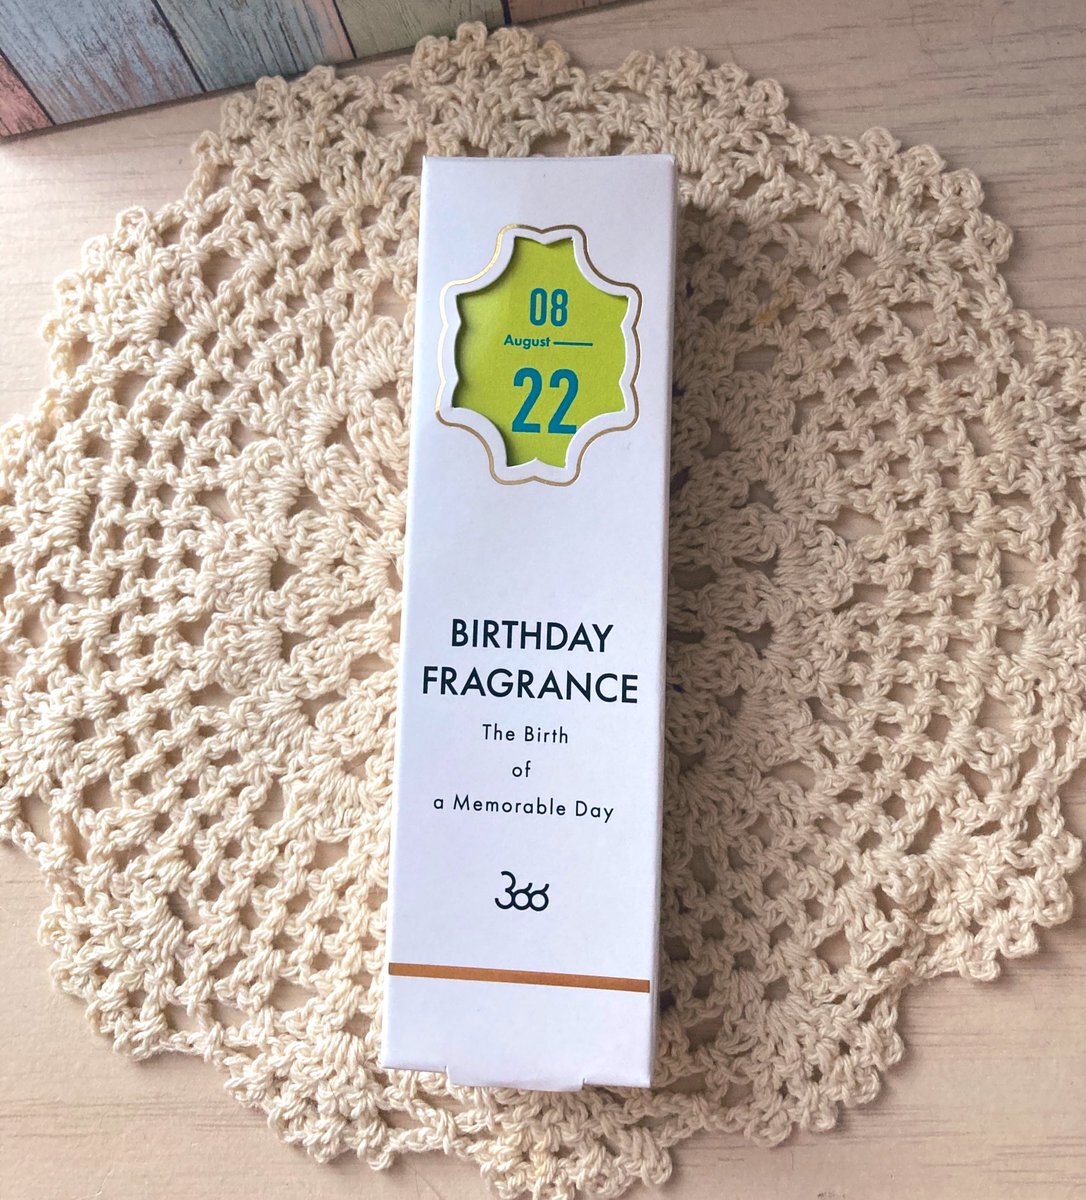 08
August
22
BIRTHDAY
FRAGRANCE
The Birth
of
a Memorable Day
366